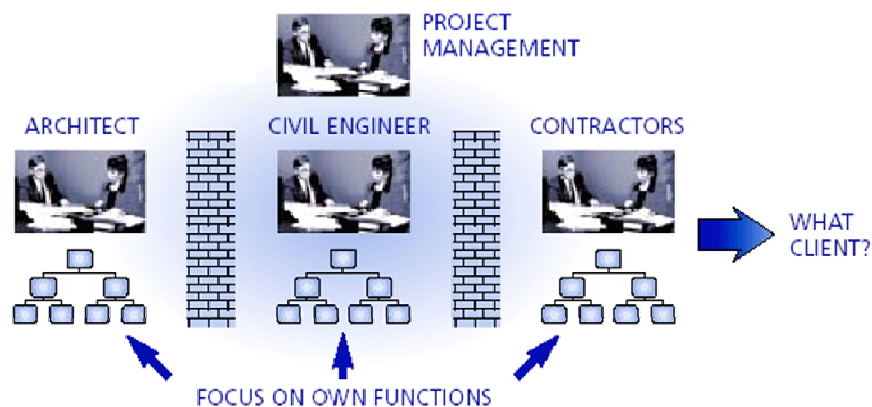 PROJECT
MANAGEMENT
ARCHITECT
CIVIL ENGINEER
CONTRACTORS
WHAT
CLIENT?
FOCUS ON OWN FUNCTIONS